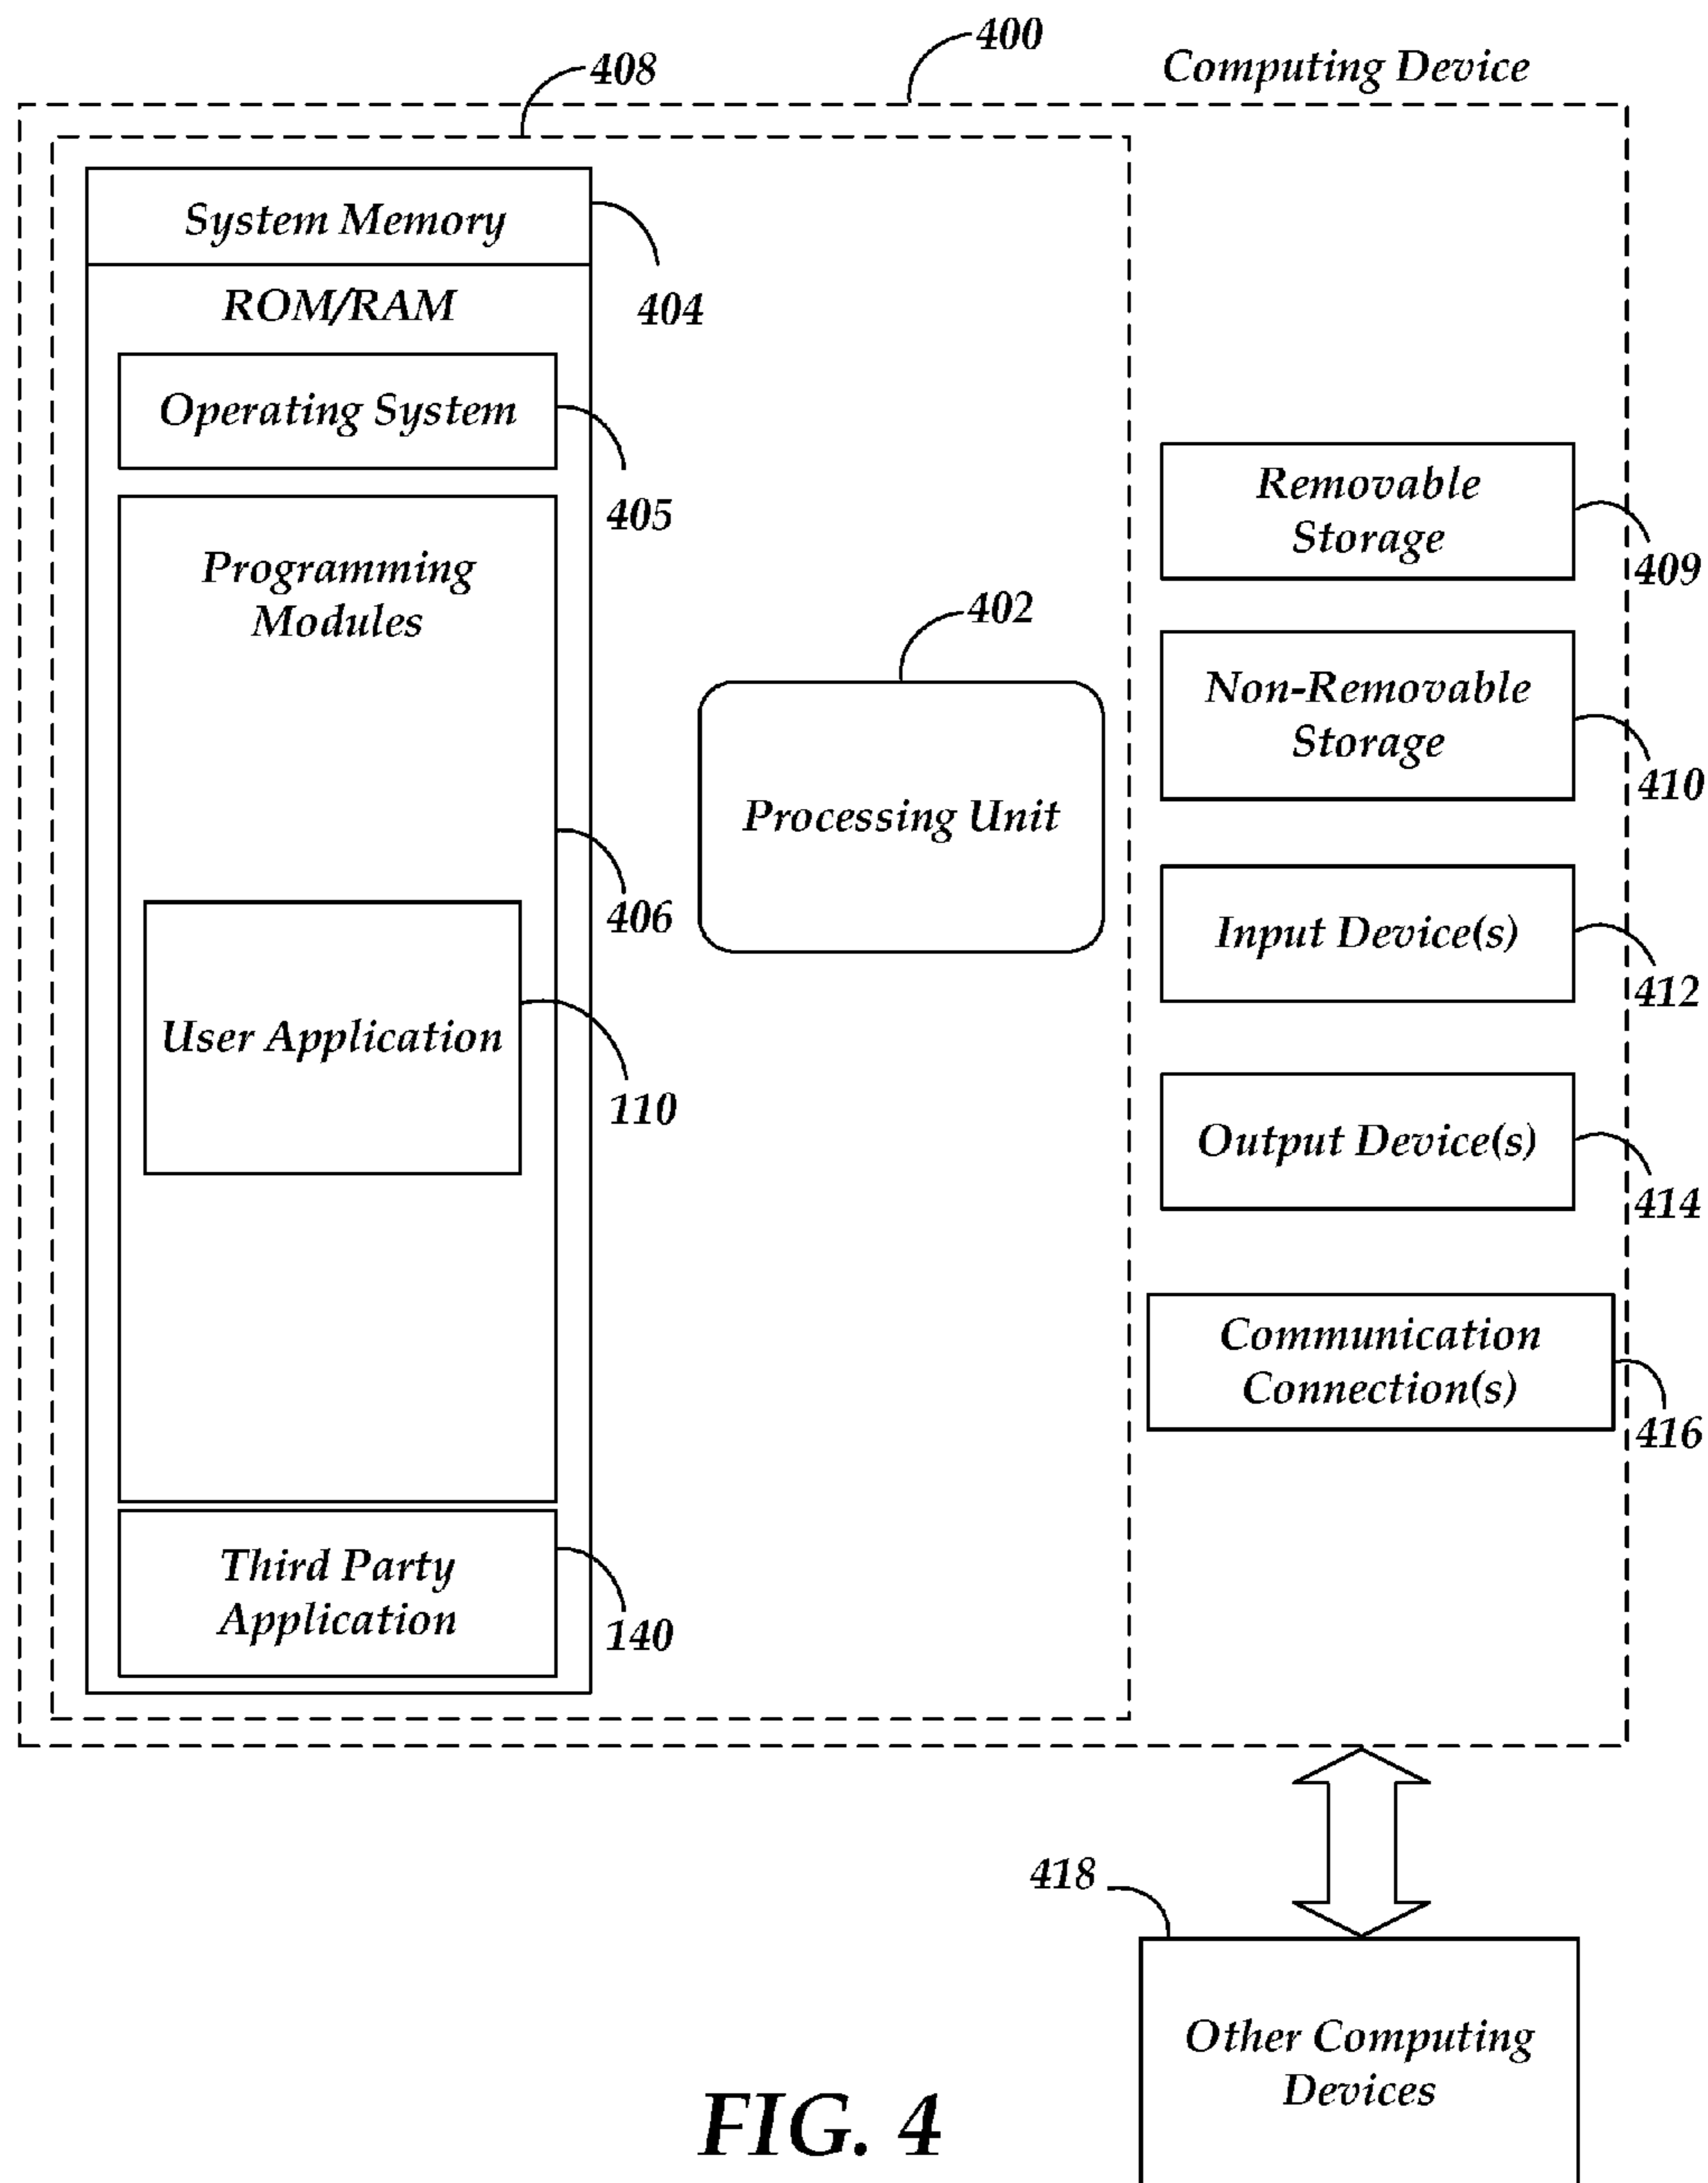 400
Computing Device
408
System Memory
404
ROM/RAM
Operating System
405
Programming
Modules
406
User Application
110
Third Party
Application
140
402
Processing Unit
Removable
Storage
409
Non-Removable
Storage
410
Input Device(s)
412
Output Device(s)
414
Communication
Connection(s)
416
418
Other Computing
Devices
FIG. 4